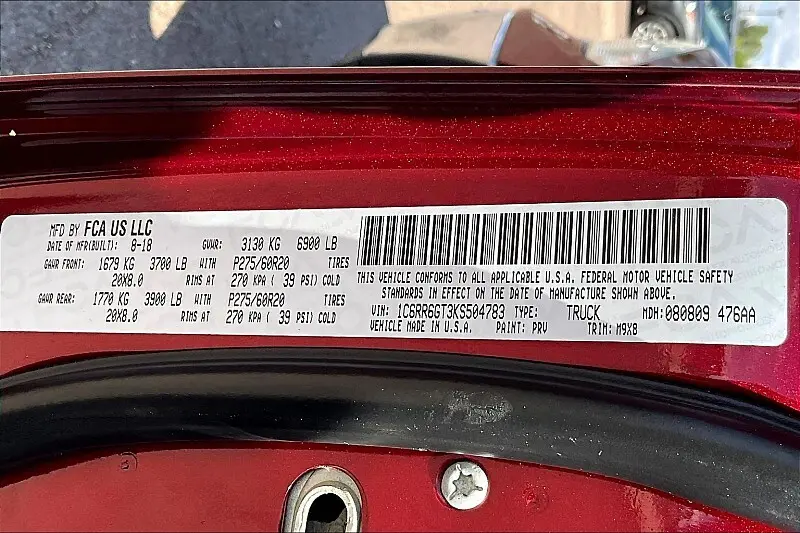 MFD BY FCA US LLC
DATE OF MFR(BUILT): 8-18 GVWR: 3130 KG 6900 LB
GAWR FRONT: 1679 KG 3700 LB WITH P275/60R20 TIRES
20X8.0 RIMS AT 270 KPA ( 39 PSI) COLD
GAWR REAR: 1770 KG 3900 LB WITH P275/60R20 TIRES
20X8.0 RIMS AT 270 KPA ( 39 PSI) COLD
THIS VEHICLE CONFORMS TO ALL APPLICABLE U.S.A. FEDERAL MOTOR VEHICLE SAFETY
STANDARDS IN EFFECT ON THE DATE OF MANUFACTURE SHOWN ABOVE.
VIN: 1C6RR6GT3KS504783 TYPE: TRUCK MDH:080809 476AA
VEHICLE MADE IN U.S.A. PAINT: PRV TRIM: M9X8